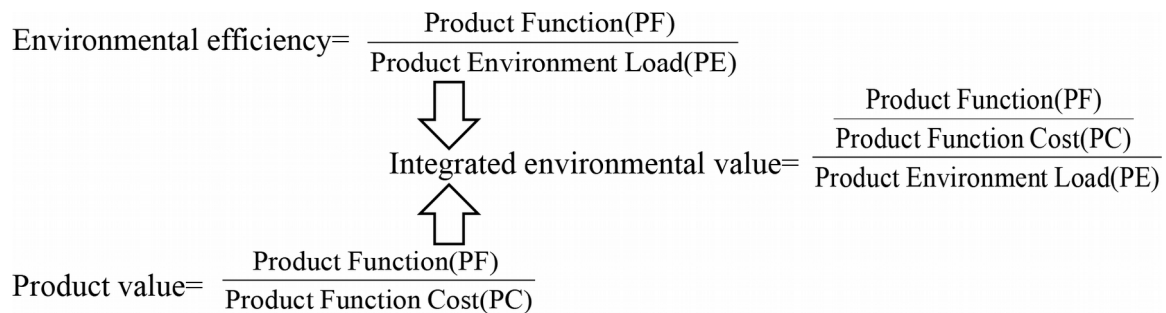 Environmental efficiency= Product Function(PF)
Product Environment Load(PE)
Integrated environmental value= Product Function(PF)
Product Function Cost(PC)
Product Environment Load(PE)
Product value= Product Function(PF)
Product Function Cost(PC)